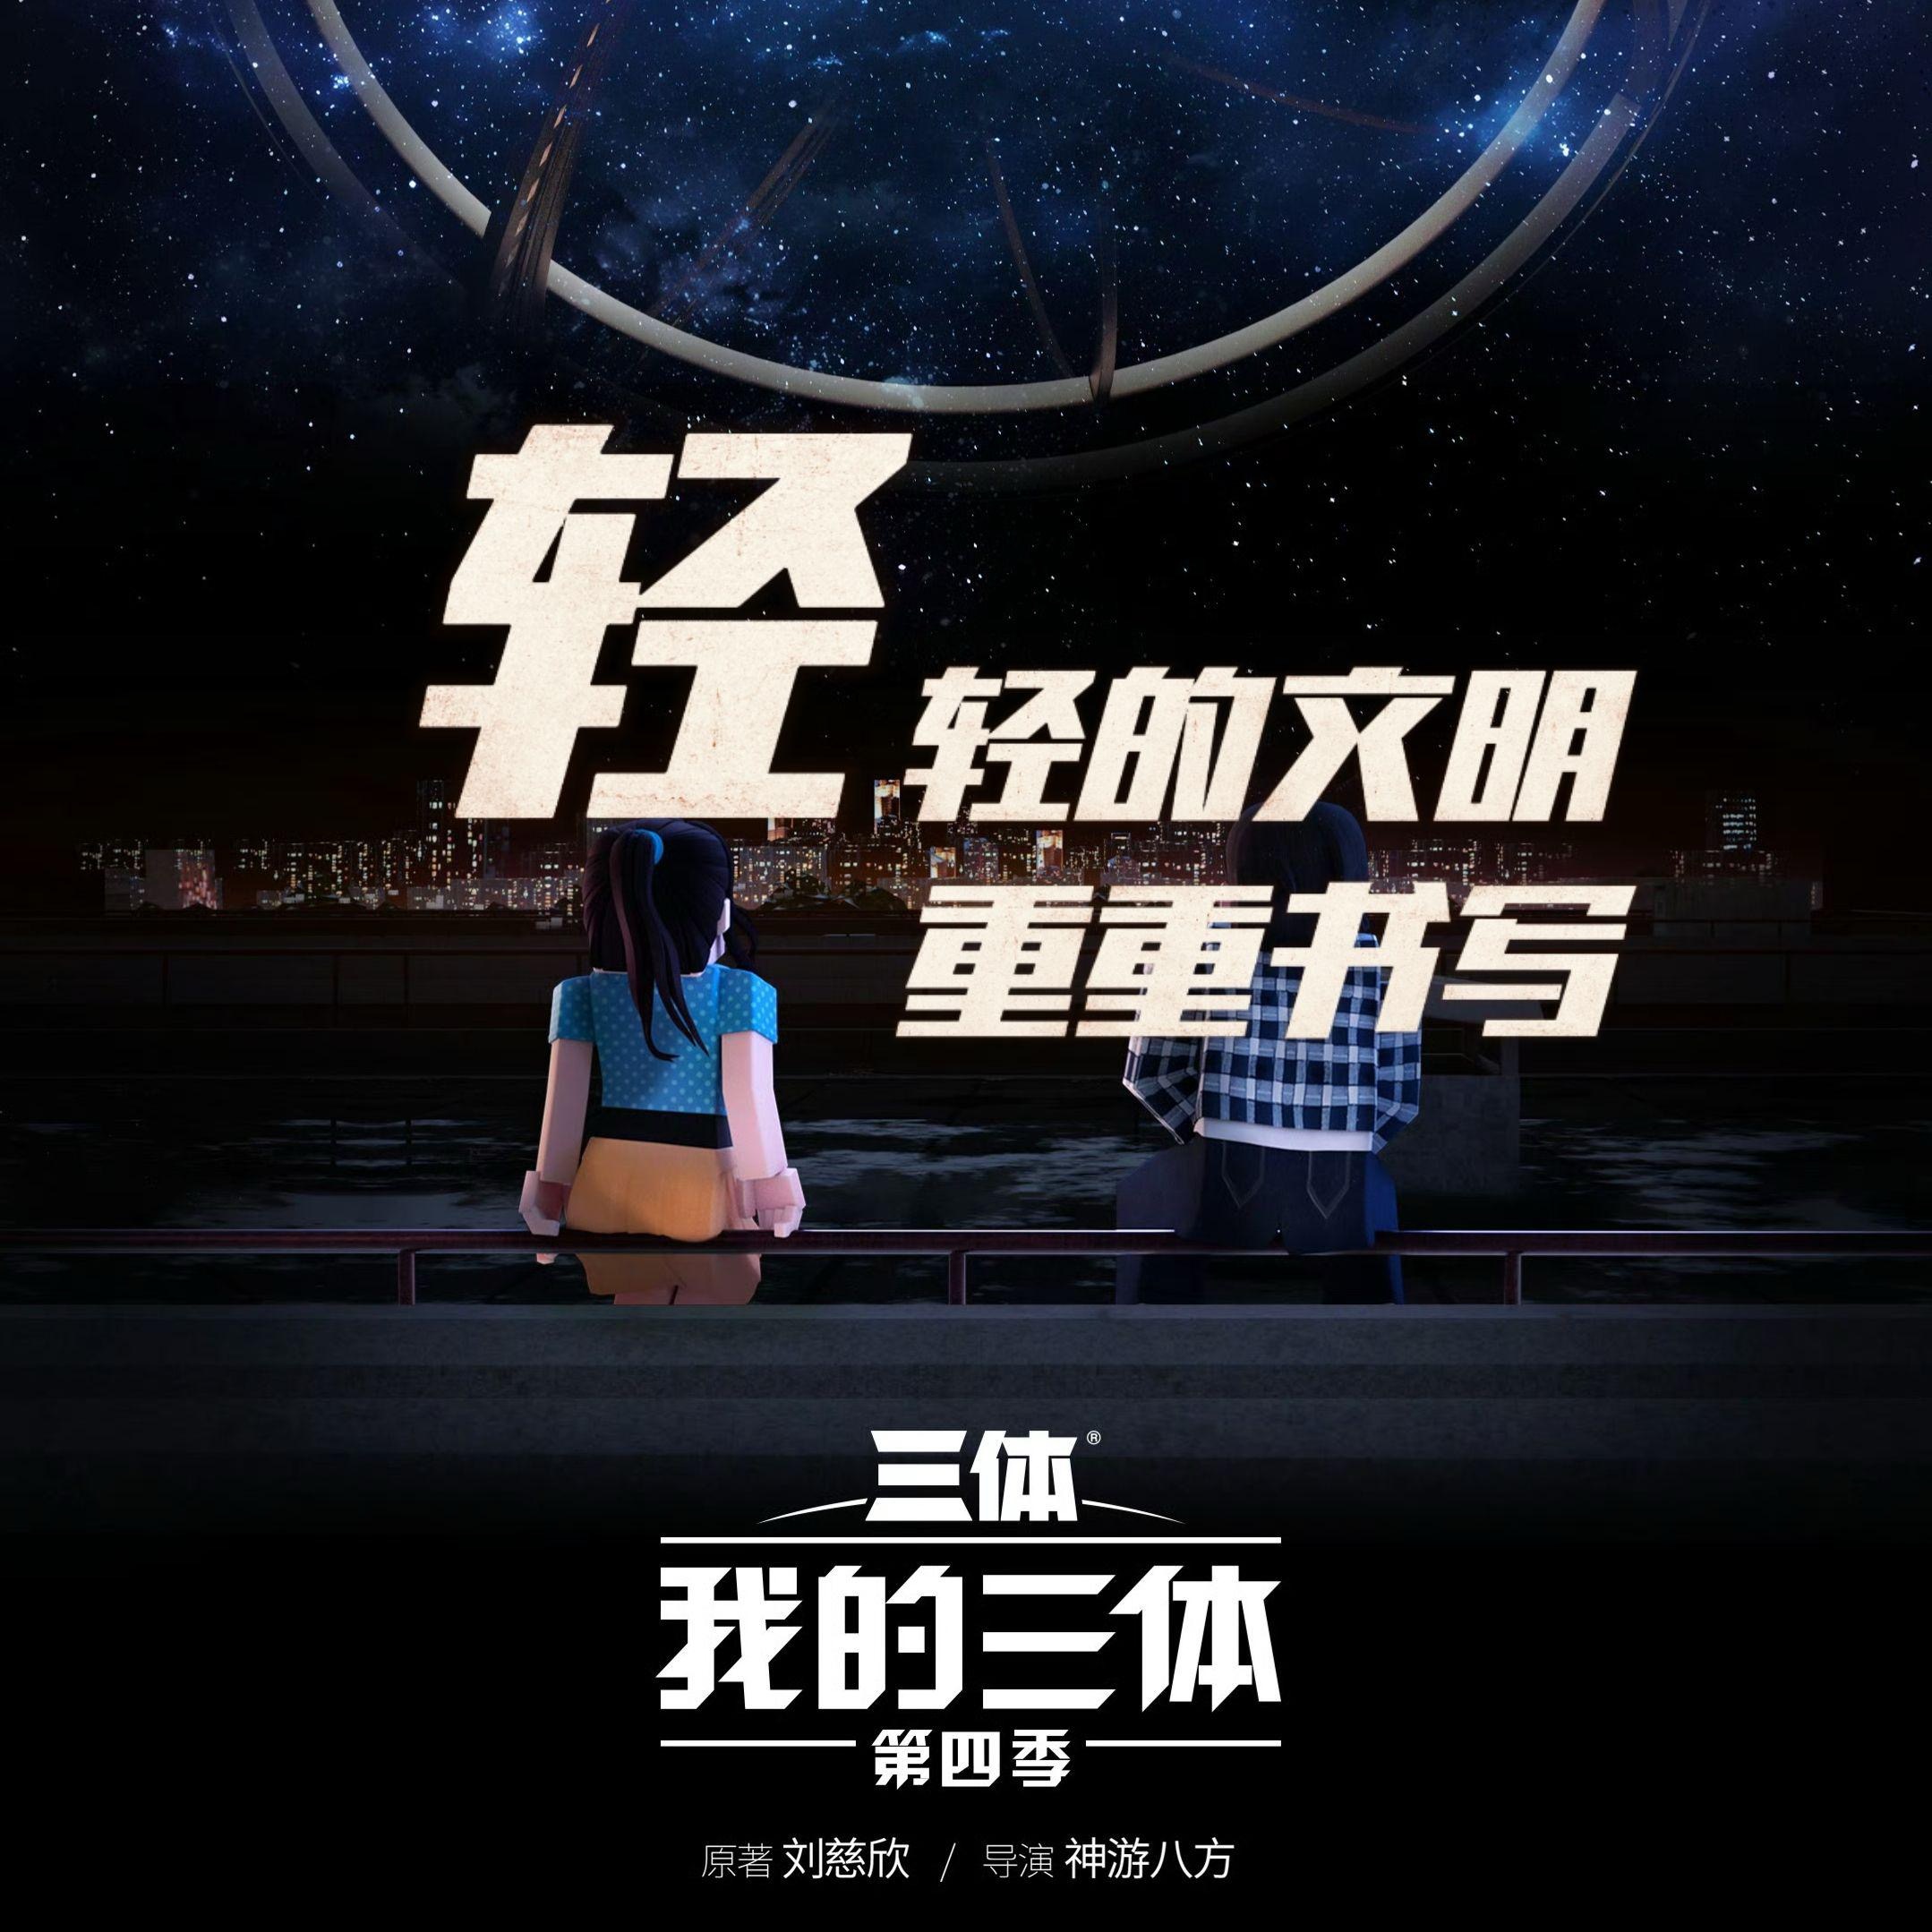 轻轻的文明
重重书写
三体®
我的三体
第四季
原著 刘慈欣 / 导演 神游八方